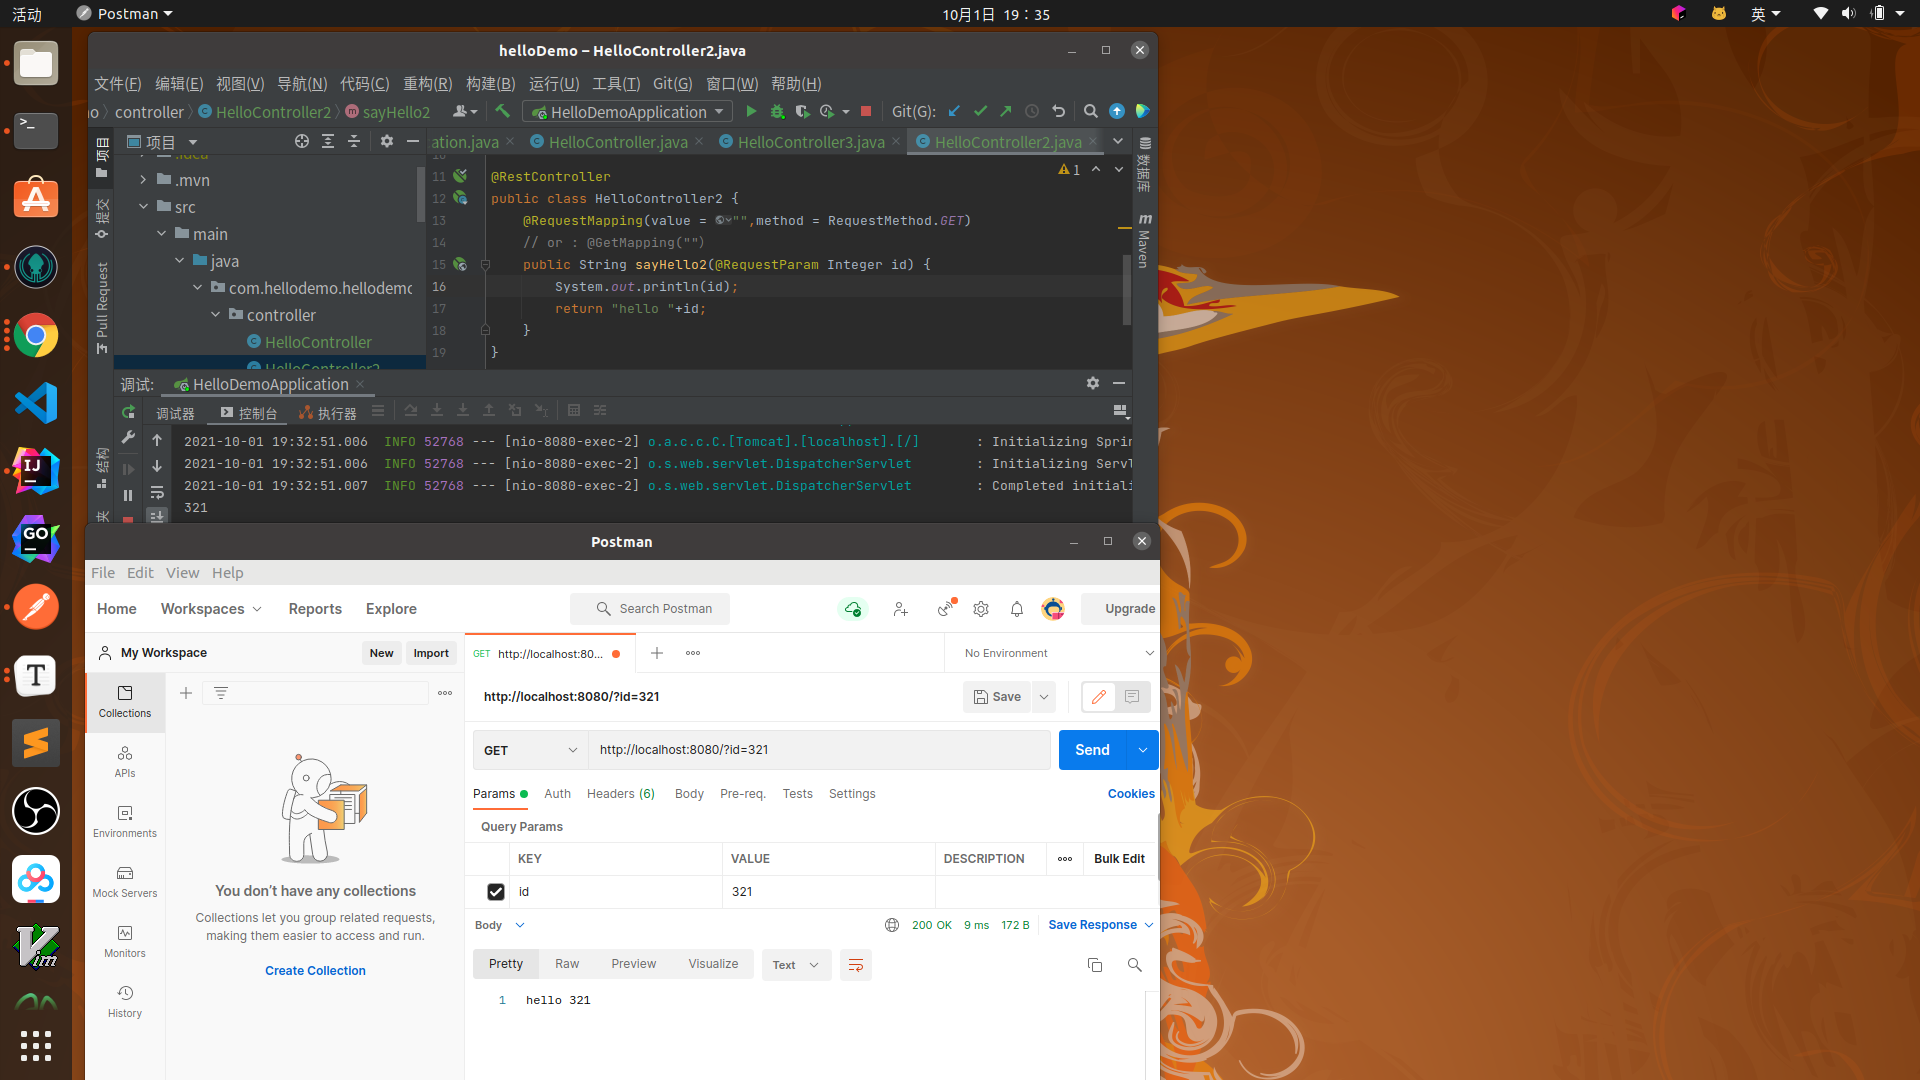 活动
Postman
10月1日 19：35
英
helloDemo – HelloController2.java
文件(F) 编辑(E) 视图(V) 导航(N) 代码(C) 重构(R) 构建(B) 运行(U) 工具(T) Git(G) 窗口(W) 帮助(H)
controller HelloController2 sayHello2 HelloDemoApplication Git(G):
项目
ation.java HelloController.java HelloController3.java HelloController2.java
项目
提交
Pull Request
结构
.idea
.mvn
src
main
java
com.hellodemo.hellodemo
controller
HelloController
HelloController2
11 @RestController
12 public class HelloController2 {
13 @RequestMapping(value = "",method = RequestMethod.GET)
14 // or : @GetMapping("")
15 public String sayHello2(@RequestParam Integer id) {
16 System.out.println(id);
17 return "hello "+id;
18 }
19 }
1
数据库
m Maven
调试: HelloDemoApplication
调试器 控制台 执行器
2021-10-01 19:32:51.006 INFO 52768 --- [nio-8080-exec-2] o.a.c.c.C.[Tomcat].[localhost].[/] : Initializing Sprin
2021-10-01 19:32:51.006 INFO 52768 --- [nio-8080-exec-2] o.s.web.servlet.DispatcherServlet : Initializing Servl
2021-10-01 19:32:51.007 INFO 52768 --- [nio-8080-exec-2] o.s.web.servlet.DispatcherServlet : Completed initiali
321
Postman
File Edit View Help
Home Workspaces Reports Explore Search Postman Upgrade
My Workspace New Import
GET http://localhost:80... No Environment
Collections
APIs
Environments
Mock Servers
Monitors
History
You don’t have any collections
Collections let you group related requests,
making them easier to access and run.
Create Collection
http://localhost:8080/?id=321 Save
GET http://localhost:8080/?id=321 Send
Params Auth Headers (6) Body Pre-req. Tests Settings Cookies
Query Params
KEY VALUE DESCRIPTION Bulk Edit
id 321
Body 200 OK 9 ms 172 B Save Response
Pretty Raw Preview Visualize Text
1 hello 321
>_
IJ
GO
T
Vim